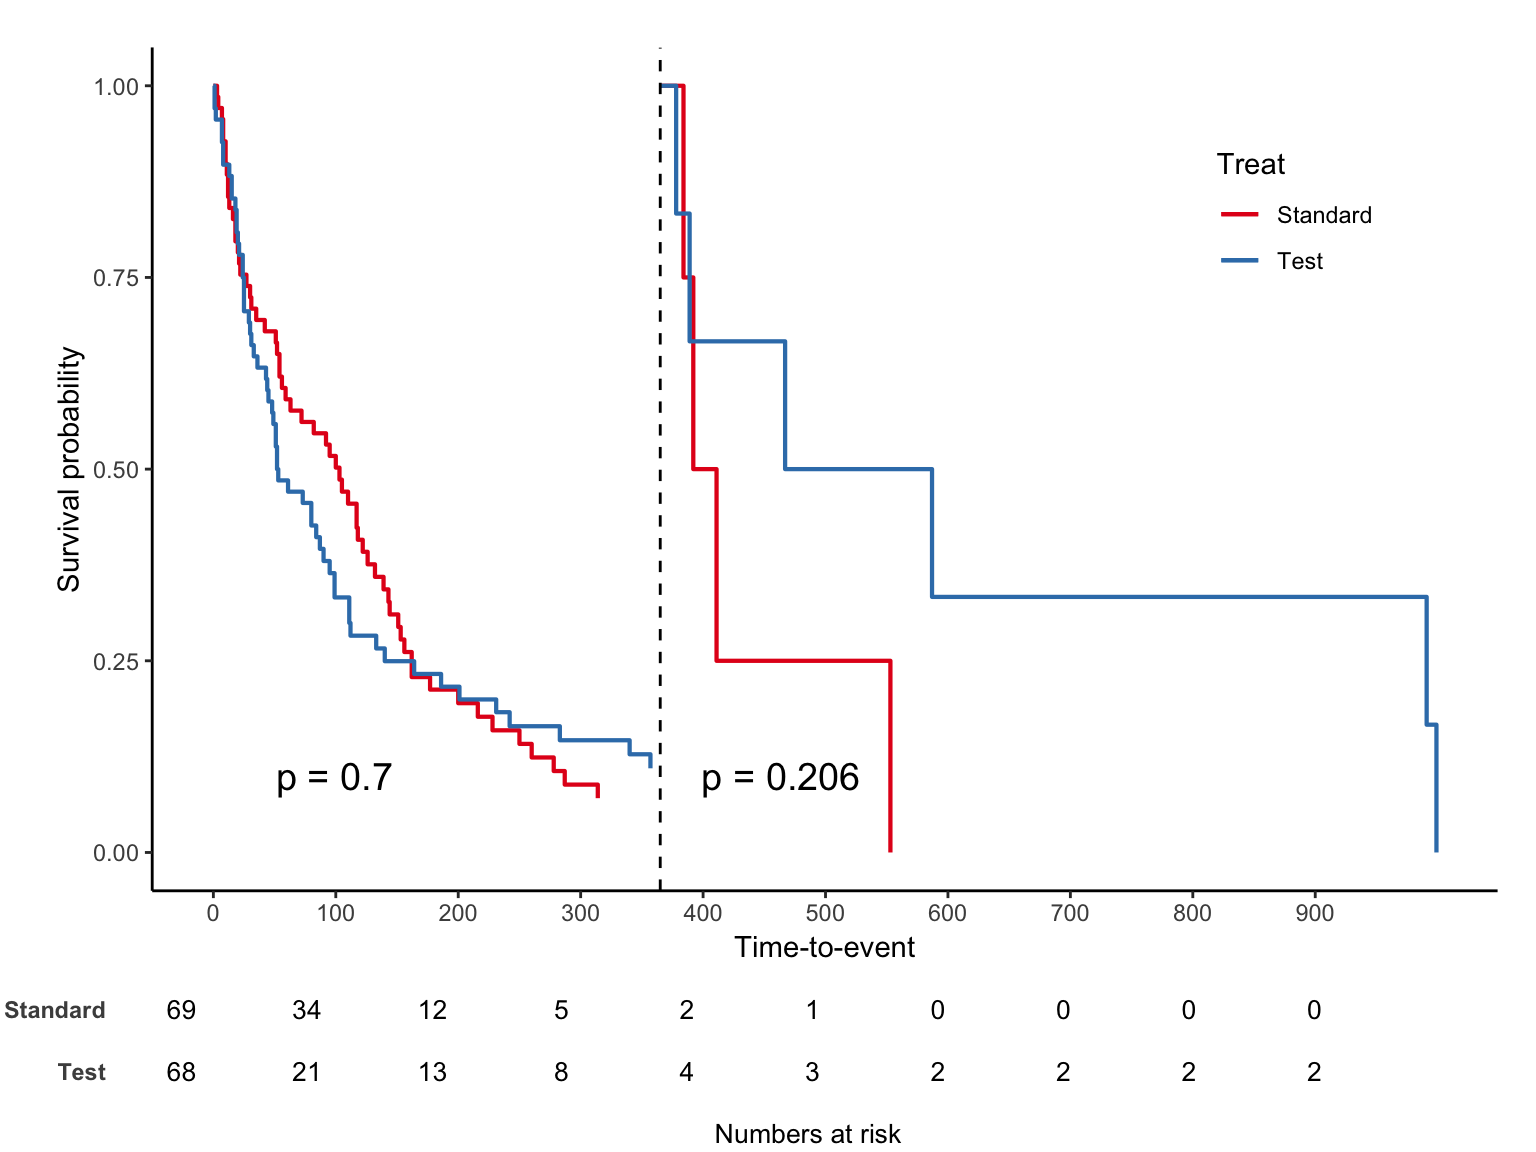 1.00
0.75
0.50
0.25
0.00
Survival probability
Treat
Standard
Test
p = 0.7
p = 0.206
0 100 200 300 400 500 600 700 800 900
Time-to-event
Standard 69 34 12 5 2 1 0 0 0 0
Test 68 21 13 8 4 3 2 2 2 2
Numbers at risk